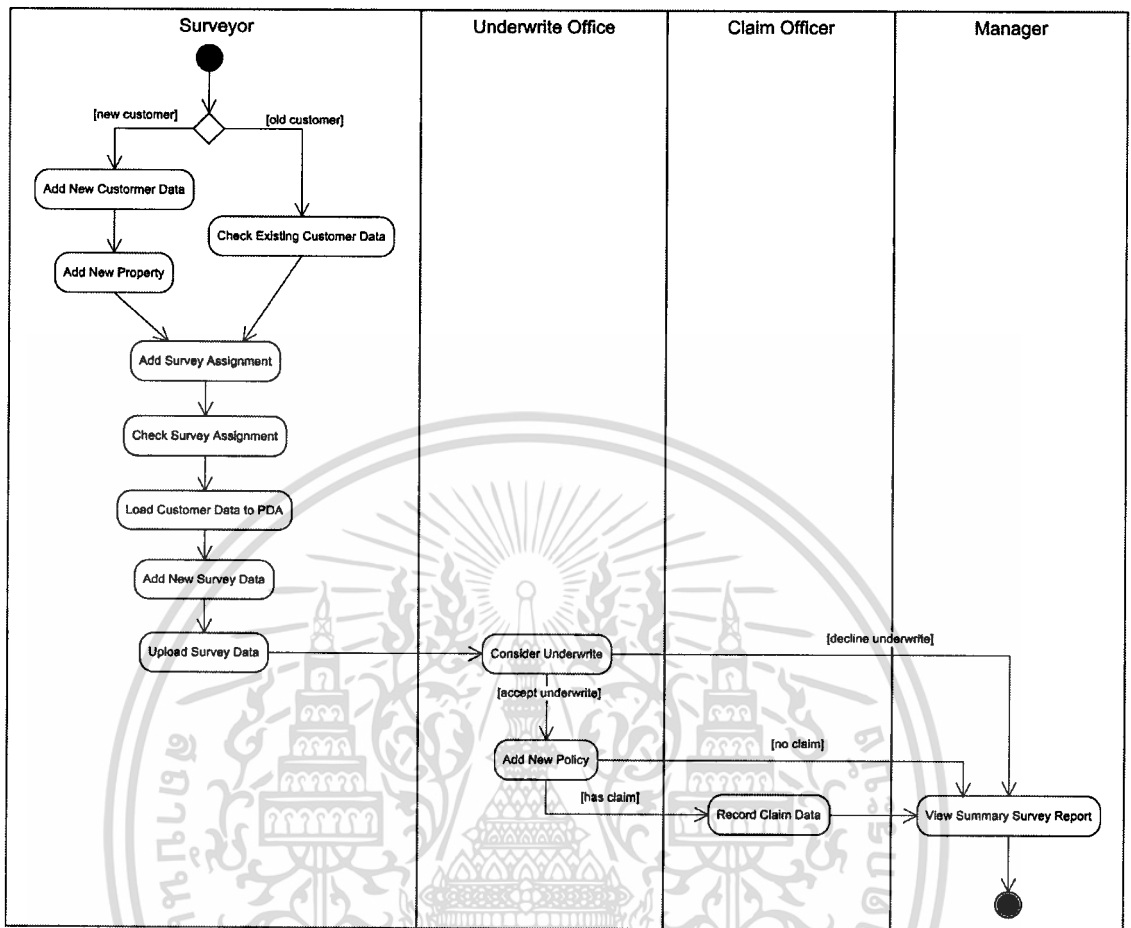 Surveyor
Underwrite Office
Claim Officer
Manager
[new customer]
[old customer]
Add New Custormer Data
Check Existing Customer Data
Add New Property
Add Survey Assignment
Check Survey Assignment
Load Customer Data to PDA
Add New Survey Data
Upload Survey Data
Consider Underwrite
[decline underwrite]
[accept underwrite]
Add New Policy
[no claim]
[has claim]
Record Claim Data
View Summary Survey Report